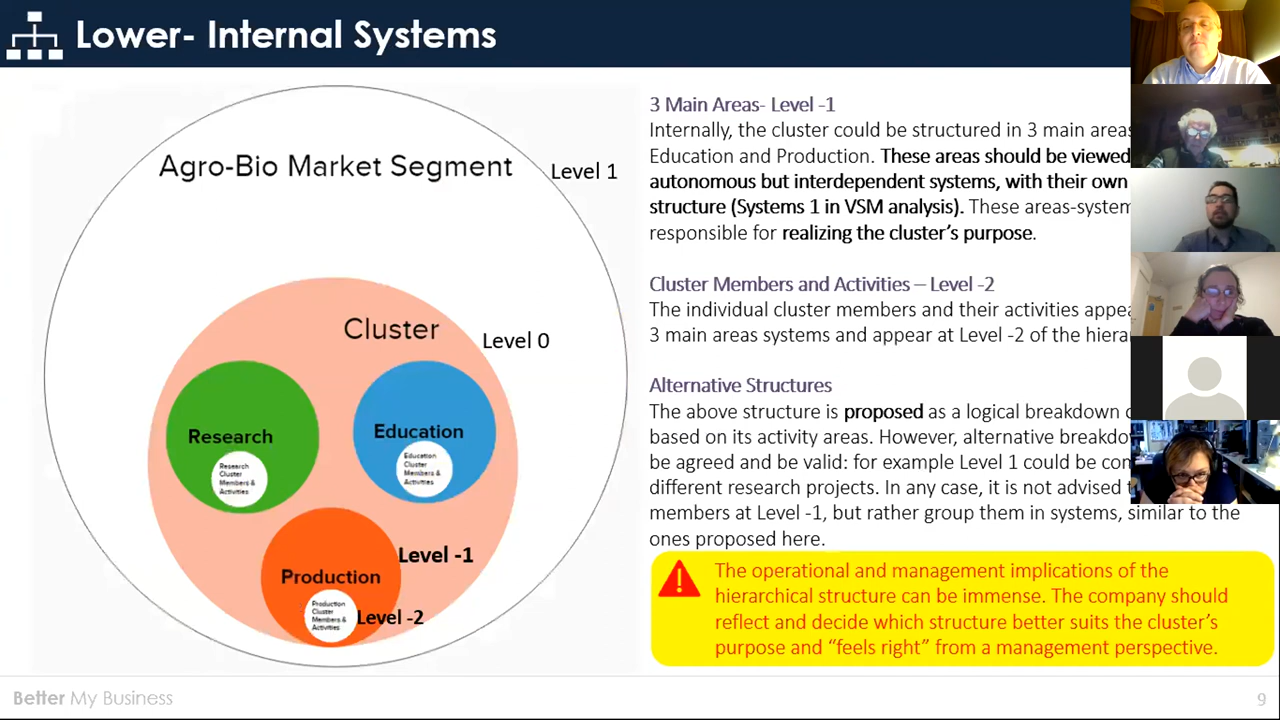 Lower- Internal Systems
Agro-Bio Market Segment
Level 1
Cluster
Level 0
Research
Research
Cluster
Members &
Activities
Education
Education
Cluster
Members &
Activities
Level -1
Production
Production
Cluster
Members &
Activities
Level -2
3 Main Areas- Level -1
Internally, the cluster could be structured in 3 main areas
Education and Production. These areas should be viewed
autonomous but interdependent systems, with their own
structure (Systems 1 in VSM analysis). These areas-system
responsible for realizing the cluster's purpose.
Cluster Members and Activities – Level -2
The individual cluster members and their activities appea
3 main areas systems and appear at Level -2 of the hiera
Alternative Structures
The above structure is proposed as a logical breakdown
based on its activity areas. However, alternative breakdo
be agreed and be valid: for example Level 1 could be
different research projects. In any case, it is not advised
members at Level -1, but rather group them in systems, similar to the
ones proposed here.
The operational and management implications of the
hierarchical structure can be immense. The company should
reflect and decide which structure better suits the cluster's
purpose and “feels right” from a management perspective.
Better My Business
9